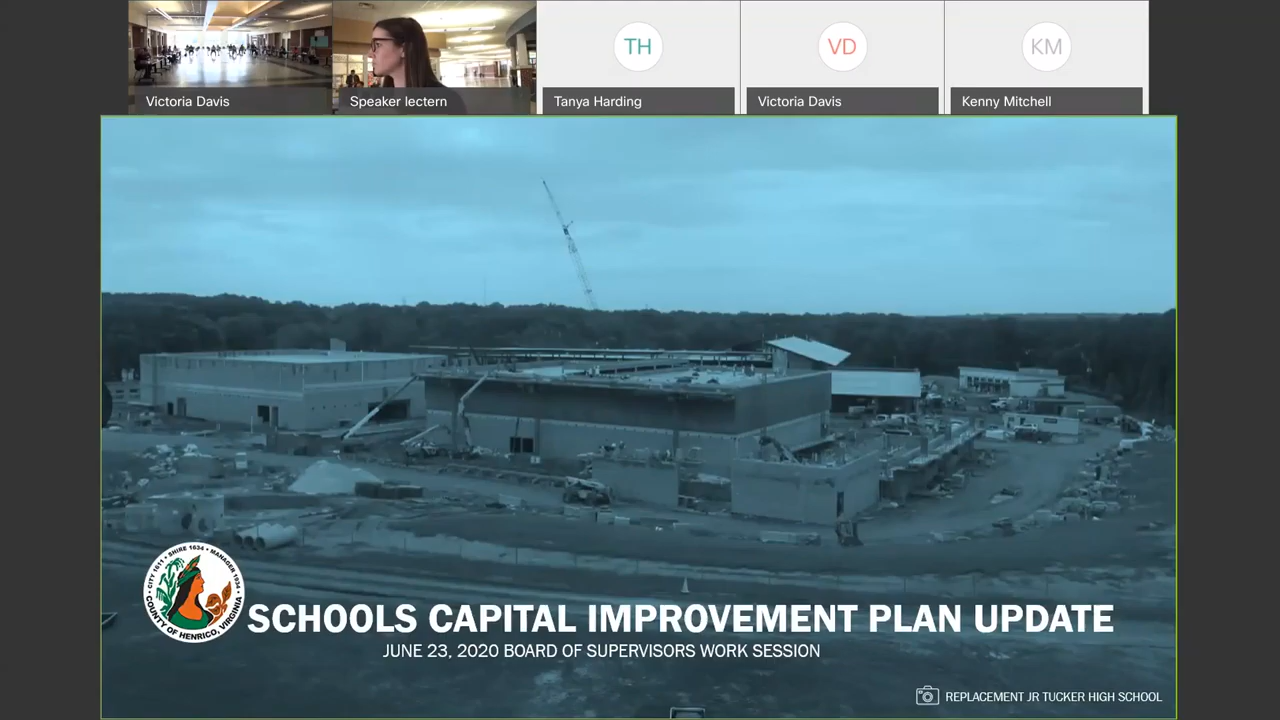 TH
VD
KM
Victoria Davis
Speaker lectern
Tanya Harding
Victoria Davis
Kenny Mitchell
CITY 1611 • SHIRE 1634 • MANAGER 1934
COUNTY OF HENRICO, VIRGINIA
SCHOOLS CAPITAL IMPROVEMENT PLAN UPDATE
JUNE 23, 2020 BOARD OF SUPERVISORS WORK SESSION
REPLACEMENT JR TUCKER HIGH SCHOOL